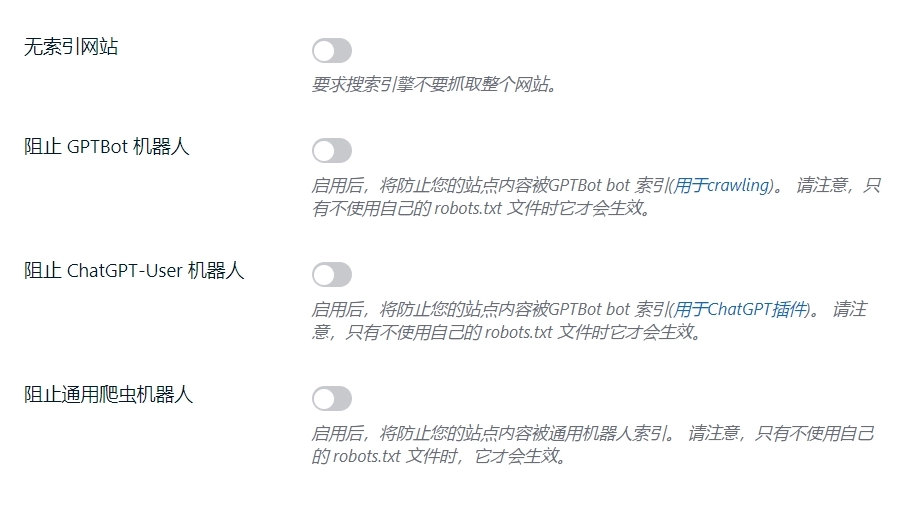 无索引网站
要求搜索引擎不要抓取整个网站。
阻止 GPTBot 机器人
启用后，将防止您的站点内容被GPTBot bot 索引(用于crawling)。 请注意，只
有不使用自己的 robots.txt 文件时它才会生效。
阻止 ChatGPT-User 机器人
启用后，将防止您的站点内容被GPTBot bot 索引(用于ChatGPT插件)。 请注
意，只有不使用自己的 robots.txt 文件时它才会生效。
阻止通用爬虫机器人
启用后，将防止您的站点内容被通用机器人索引。 请注意，只有不使用自己
的 robots.txt 文件时，它才会生效。